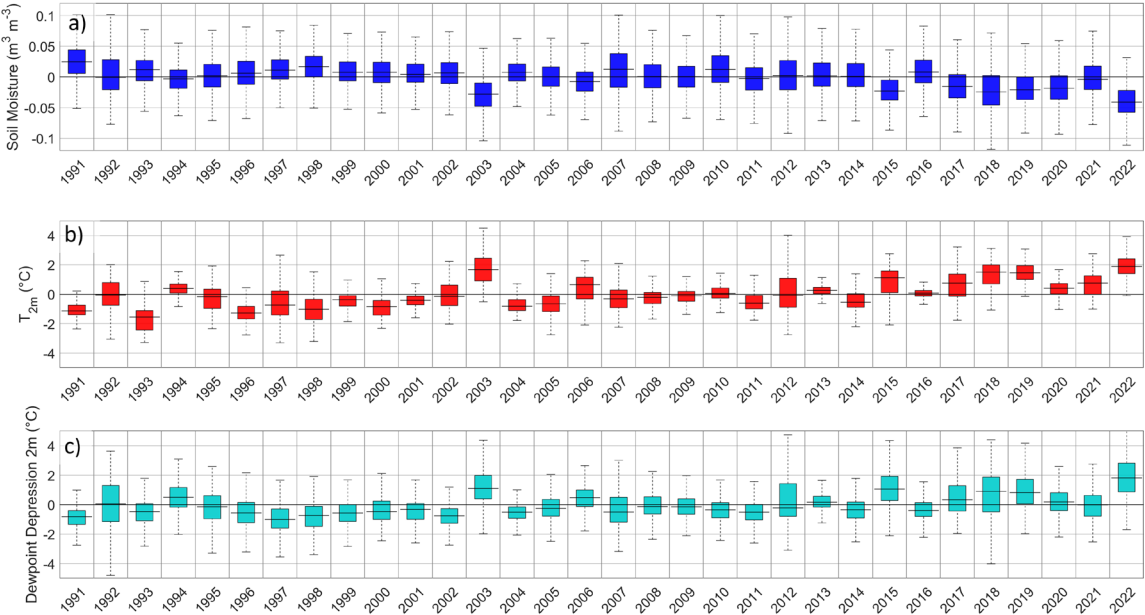 a)
Soil Moisture (m³ m⁻³)
0.1
0.05
0
-0.05
-0.1
1991 1992 1993 1994 1995 1996 1997 1998 1999 2000 2001 2002 2003 2004 2005 2006 2007 2008 2009 2010 2011 2012 2013 2014 2015 2016 2017 2018 2019 2020 2021 2022
b)
T2m (°C)
4
2
0
-2
-4
1991 1992 1993 1994 1995 1996 1997 1998 1999 2000 2001 2002 2003 2004 2005 2006 2007 2008 2009 2010 2011 2012 2013 2014 2015 2016 2017 2018 2019 2020 2021 2022
c)
Dewpoint Depression 2m (°C)
4
2
0
-2
-4
1991 1992 1993 1994 1995 1996 1997 1998 1999 2000 2001 2002 2003 2004 2005 2006 2007 2008 2009 2010 2011 2012 2013 2014 2015 2016 2017 2018 2019 2020 2021 2022